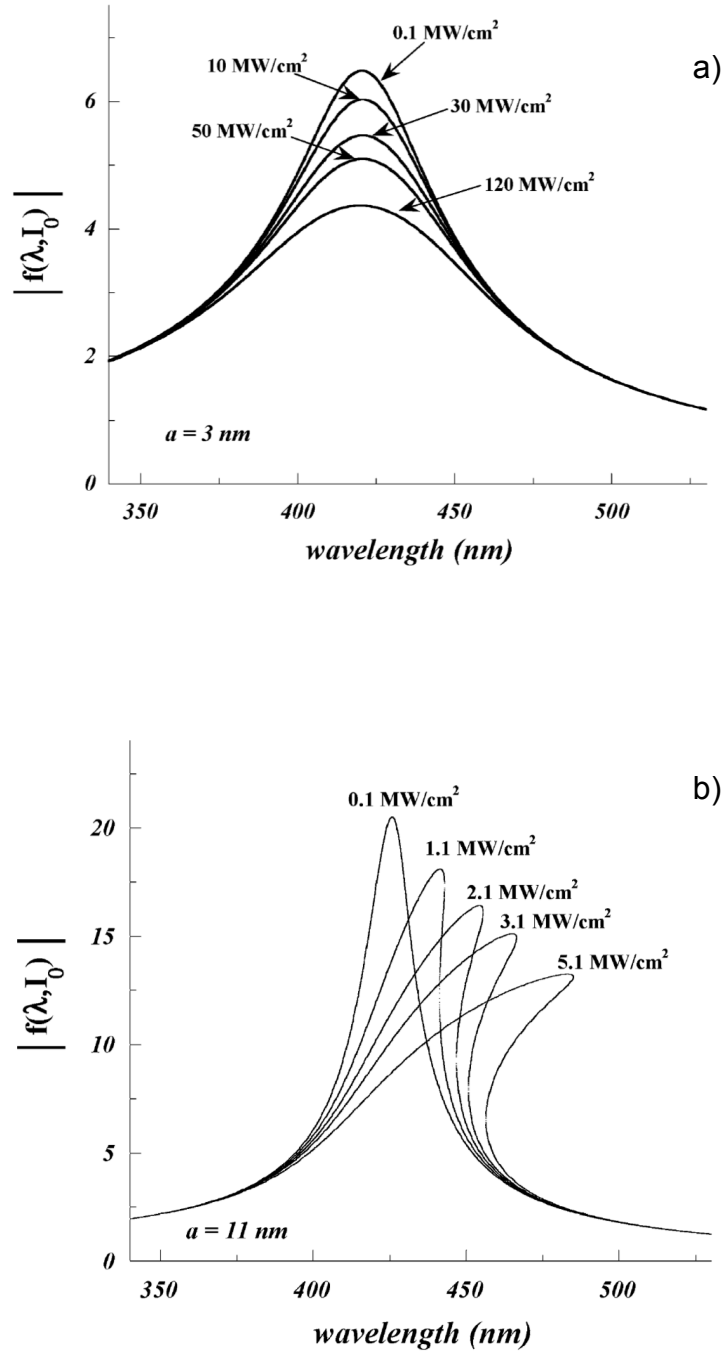 a)
0.1 MW/cm²
10 MW/cm²
30 MW/cm²
50 MW/cm²
120 MW/cm²
6
4
2
0
|f(λ,I₀)|
a = 3 nm
350 400 450 500
wavelength (nm)
b)
0.1 MW/cm²
1.1 MW/cm²
2.1 MW/cm²
3.1 MW/cm²
5.1 MW/cm²
20
15
10
5
0
|f(λ,I₀)|
a = 11 nm
350 400 450 500
wavelength (nm)